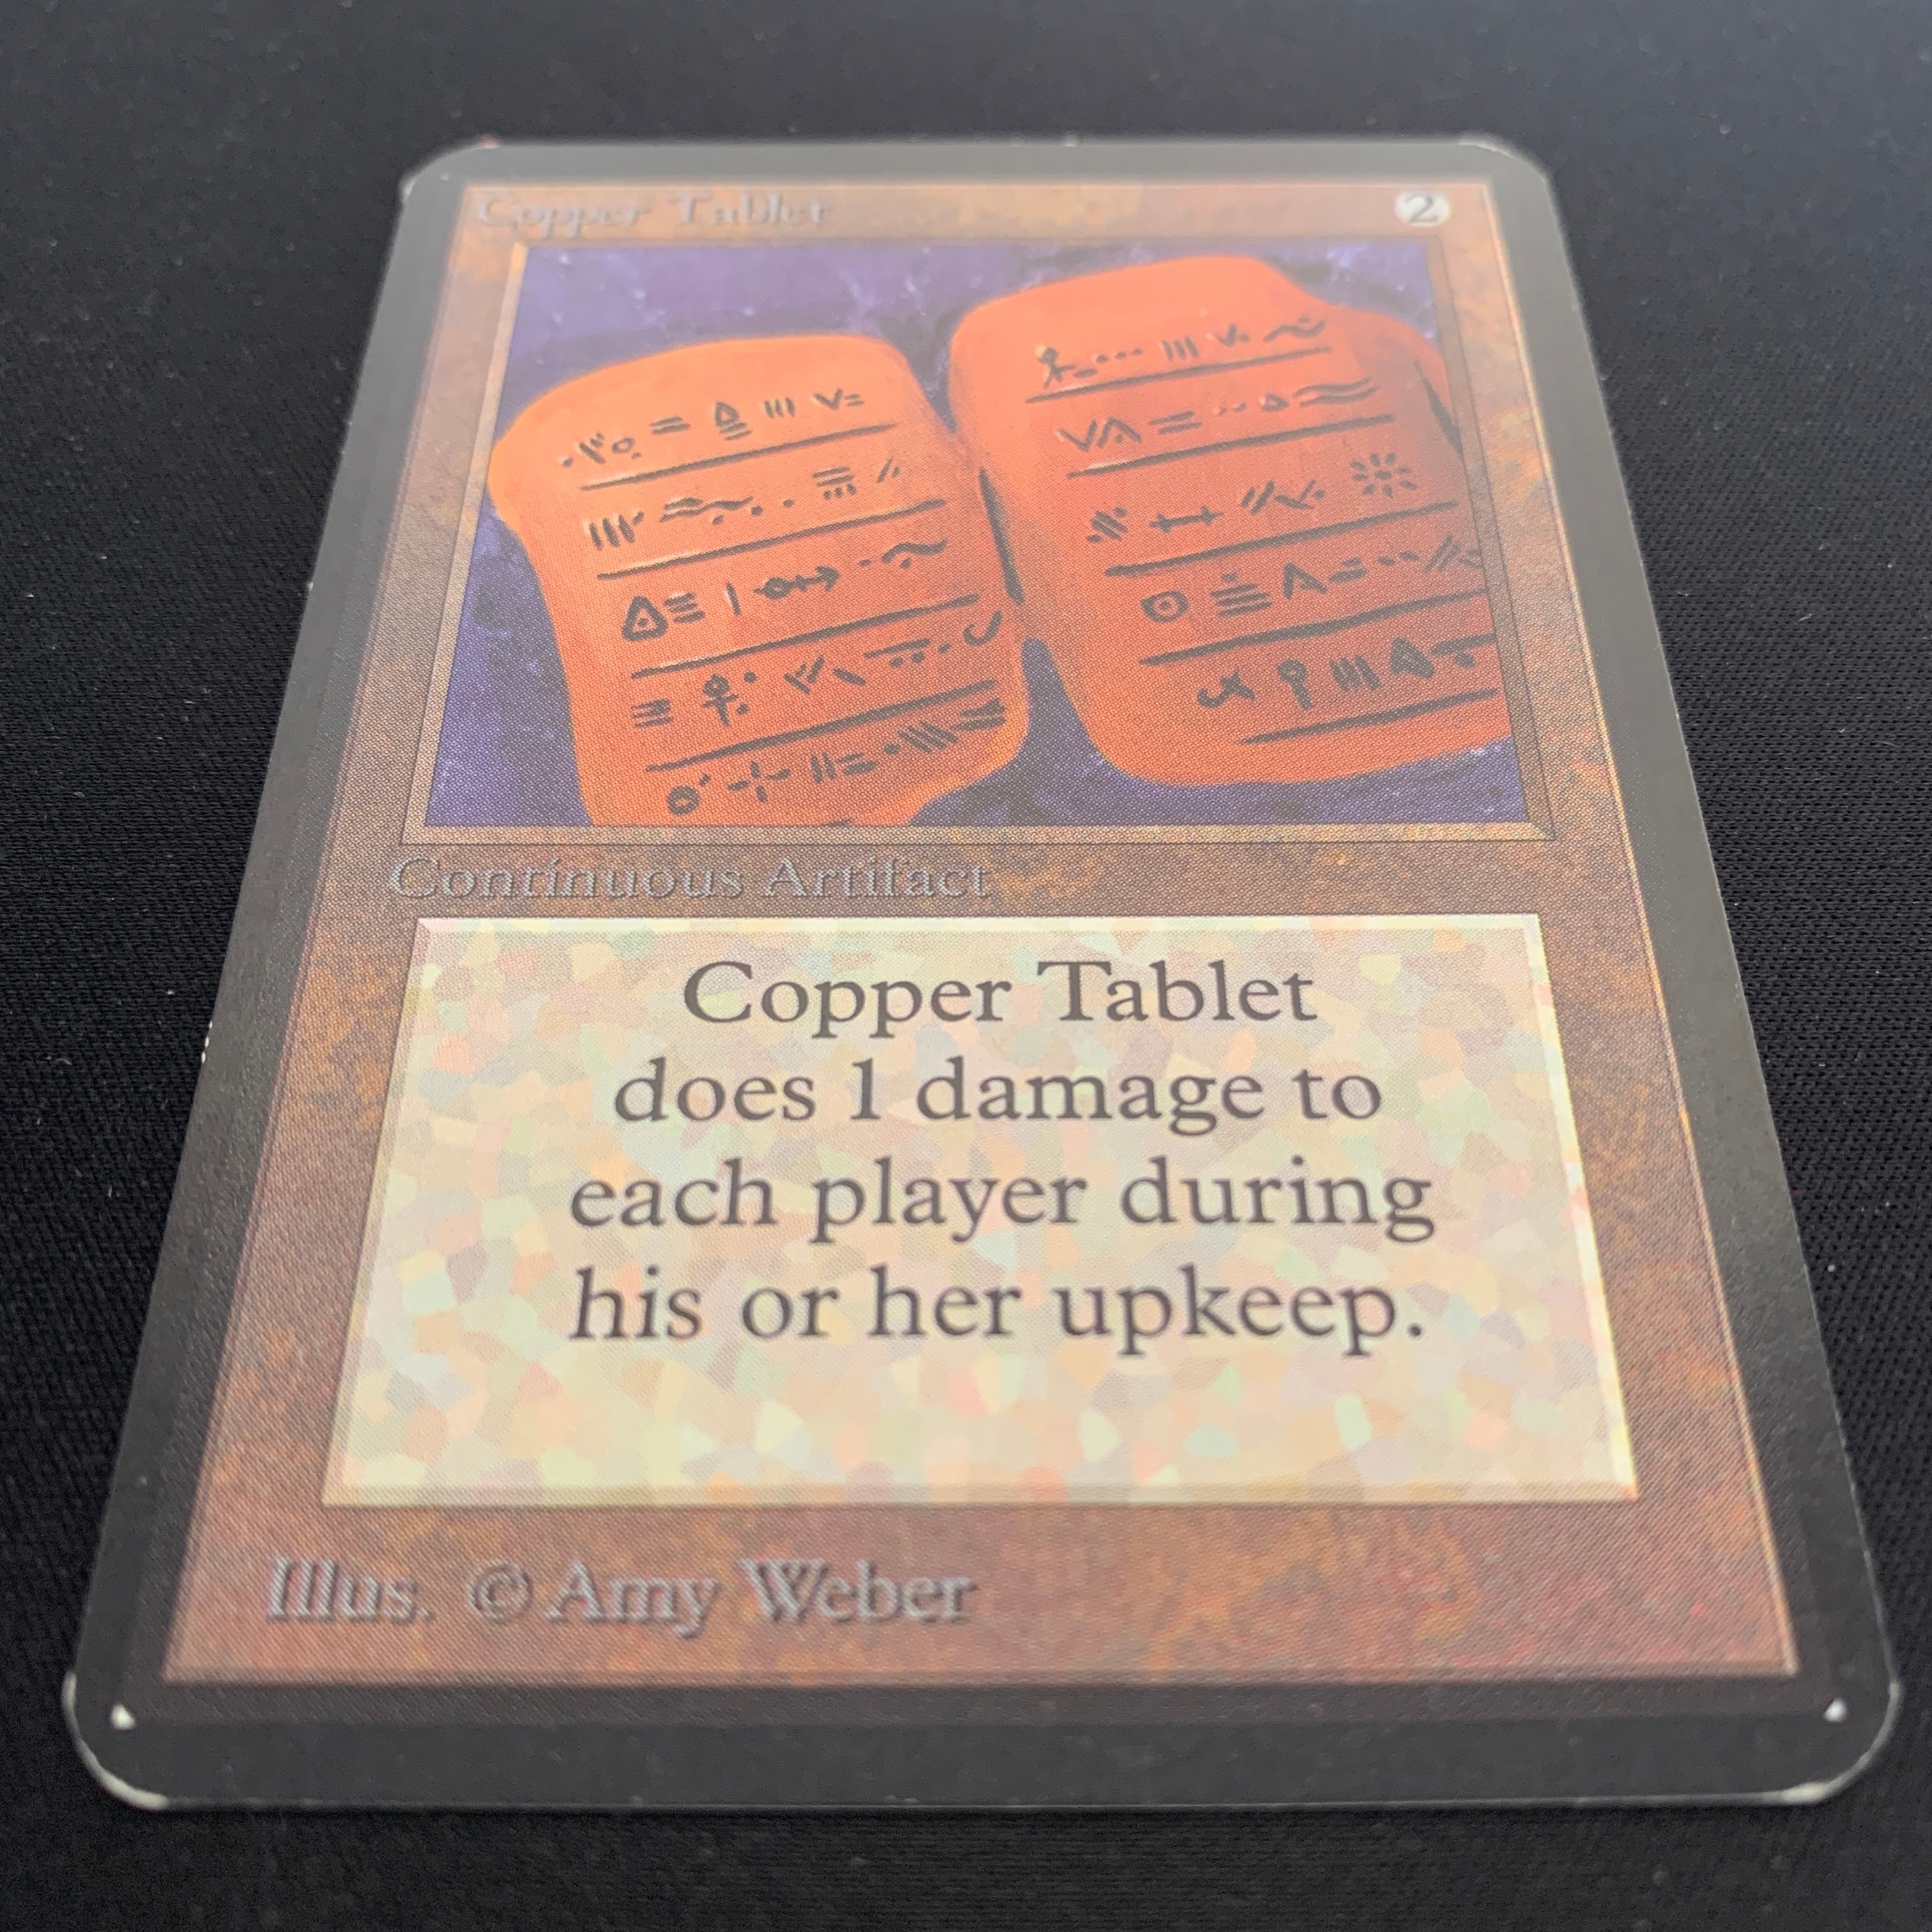 Copper Tablet 2
Continuous Artifact
Copper Tablet
does 1 damage to
each player during
his or her upkeep.
Illus. © Amy Weber